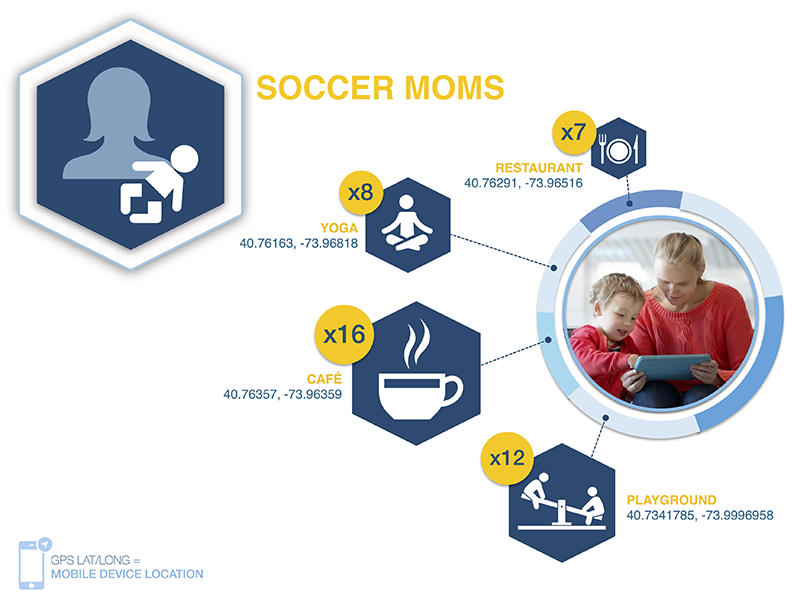 SOCCER MOMS
x7
RESTAURANT
40.76291, -73.96516
x8
YOGA
40.76163, -73.96818
x16
CAFÉ
40.76357, -73.96359
x12
PLAYGROUND
40.7341785, -73.9996958
GPS LAT/LONG =
MOBILE DEVICE LOCATION